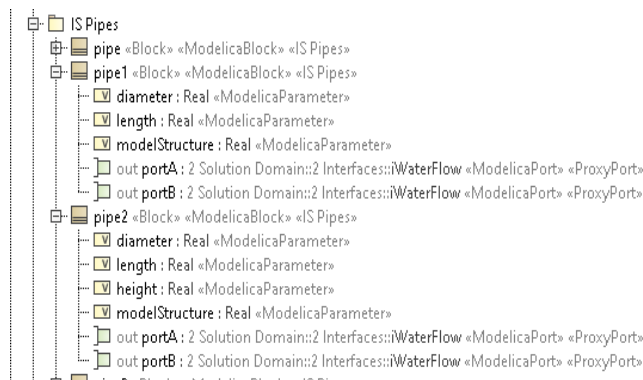 IS Pipes
pipe «Block» «ModelicaBlock» «IS Pipes»
pipe1 «Block» «ModelicaBlock» «IS Pipes»
diameter : Real «ModelicaParameter»
length : Real «ModelicaParameter»
modelStructure : Real «ModelicaParameter»
out portA : 2 Solution Domain::2 Interfaces::iWaterFlow «ModelicaPort» «ProxyPort»
out portB : 2 Solution Domain::2 Interfaces::iWaterFlow «ModelicaPort» «ProxyPort»
pipe2 «Block» «ModelicaBlock» «IS Pipes»
diameter : Real «ModelicaParameter»
length : Real «ModelicaParameter»
height : Real «ModelicaParameter»
modelStructure : Real «ModelicaParameter»
out portA : 2 Solution Domain::2 Interfaces::iWaterFlow «ModelicaPort» «ProxyPort»
out portB : 2 Solution Domain::2 Interfaces::iWaterFlow «ModelicaPort» «ProxyPort»